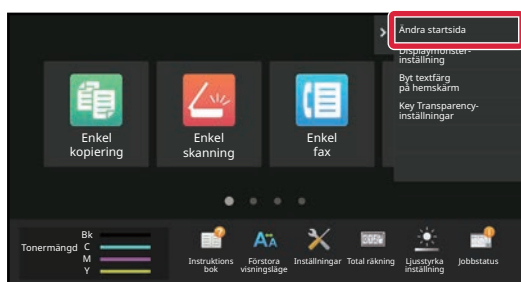 Ändra startsida
Displaymönster-
inställning
Byt textfärg
på hemskärm
Key Transparency-
inställningar
Enkel
kopiering
Enkel
skanning
Enkel
fax
Tonermängd
Bk
C
M
Y
Instruktions
bok
Förstora
visningsläge
Inställningar
Total räkning
Ljusstyrka
inställning
Jobbstatus